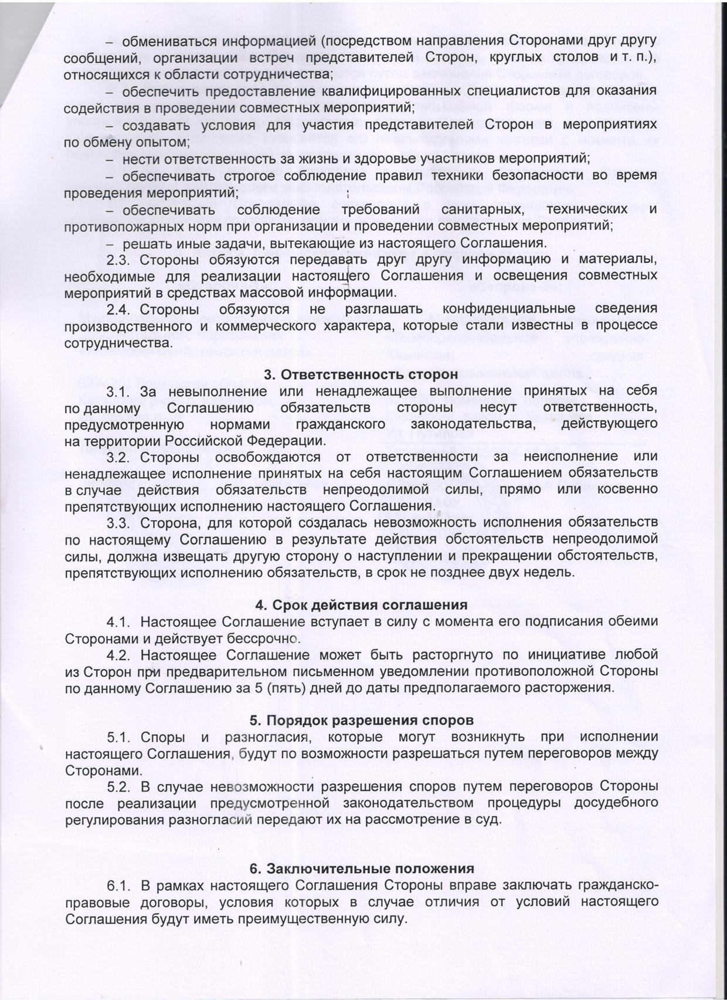 – обмениваться информацией (посредством направления Сторонами друг другу
сообщений, организации встреч представителей Сторон, круглых столов и т. п.),
относящихся к области сотрудничества;
– обеспечить предоставление квалифицированных специалистов для оказания
содействия в проведении совместных мероприятий;
– создавать условия для участия представителей Сторон в мероприятиях
по обмену опытом;
– нести ответственность за жизнь и здоровье участников мероприятий;
– обеспечивать строгое соблюдение правил техники безопасности во время
проведения мероприятий;
– обеспечивать соблюдение требований санитарных, технических и
противопожарных норм при организации и проведении совместных мероприятий;
– решать иные задачи, вытекающие из настоящего Соглашения.
2.3. Стороны обязуются передавать друг другу информацию и материалы,
необходимые для реализации настоящего Соглашения и освещения совместных
мероприятий в средствах массовой информации.
2.4. Стороны обязуются не разглашать конфиденциальные сведения
производственного и коммерческого характера, которые стали известны в процессе
сотрудничества.
3. Ответственность сторон
3.1. За невыполнение или ненадлежащее выполнение принятых на себя
по данному Соглашению обязательств стороны несут ответственность,
предусмотренную нормами гражданского законодательства, действующего
на территории Российской Федерации.
3.2. Стороны освобождаются от ответственности за неисполнение или
ненадлежащее исполнение принятых на себя настоящим Соглашением обязательств
в случае действия обязательств непреодолимой силы, прямо или косвенно
препятствующих исполнению настоящего Соглашения.
3.3. Сторона, для которой создалась невозможность исполнения обязательств
по настоящему Соглашению в результате действия обстоятельств непреодолимой
силы, должна извещать другую сторону о наступлении и прекращении обстоятельств,
препятствующих исполнению обязательств, в срок не позднее двух недель.
4. Срок действия соглашения
4.1. Настоящее Соглашение вступает в силу с момента его подписания обеими
Сторонами и действует бессрочно.
4.2. Настоящее Соглашение может быть расторгнуто по инициативе любой
из Сторон при предварительном письменном уведомлении противоположной Стороны
по данному Соглашению за 5 (пять) дней до даты предполагаемого расторжения.
5. Порядок разрешения споров
5.1. Споры и разногласия, которые могут возникнуть при исполнении
настоящего Соглашения, будут по возможности разрешаться путем переговоров между
Сторонами.
5.2. В случае невозможности разрешения споров путем переговоров Стороны
после реализации предусмотренной законодательством процедуры досудебного
регулирования разногласий передают их на рассмотрение в суд.
6. Заключительные положения
6.1. В рамках настоящего Соглашения Стороны вправе заключать гражданско-
правовые договоры, условия которых в случае отличия от условий настоящего
Соглашения будут иметь преимущественную силу.